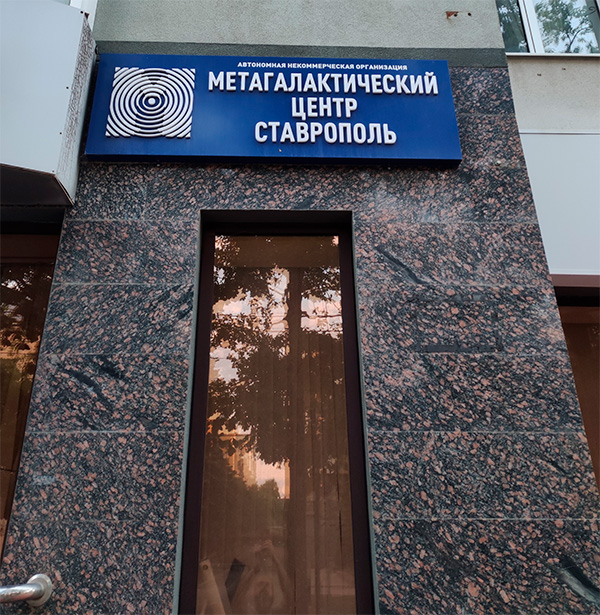 АВТОНОМНАЯ НЕКОММЕРЧЕСКАЯ ОРГАНИЗАЦИЯ
МЕТАГАЛАКТИЧЕСКИЙ
ЦЕНТР
СТАВРОПОЛЬ